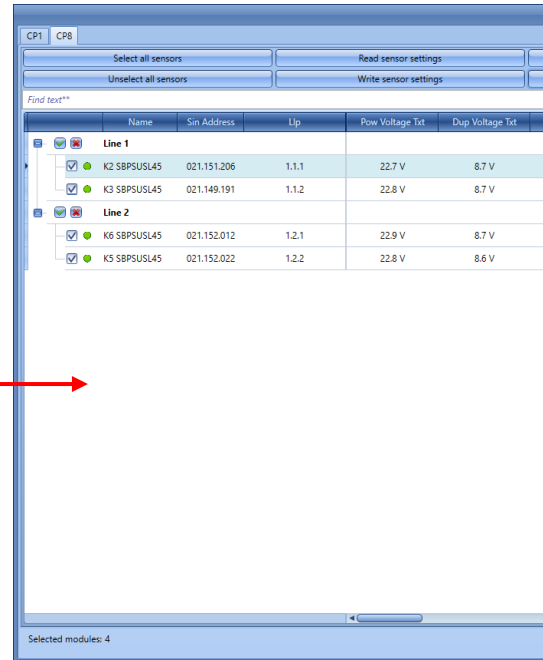 CP1 CP8
Select all sensors Read sensor settings
Unselect all sensors Write sensor settings
Find text**
Name Sin Address Llp Pow Voltage Txt Dup Voltage Txt
Line 1
K2 SBPSUSL45 021.151.206 1.1.1 22.7 V 8.7 V
K3 SBPSUSL45 021.149.191 1.1.2 22.8 V 8.7 V
Line 2
K6 SBPSUSL45 021.152.012 1.2.1 22.9 V 8.7 V
K5 SBPSUSL45 021.152.022 1.2.2 22.8 V 8.6 V
Selected modules: 4